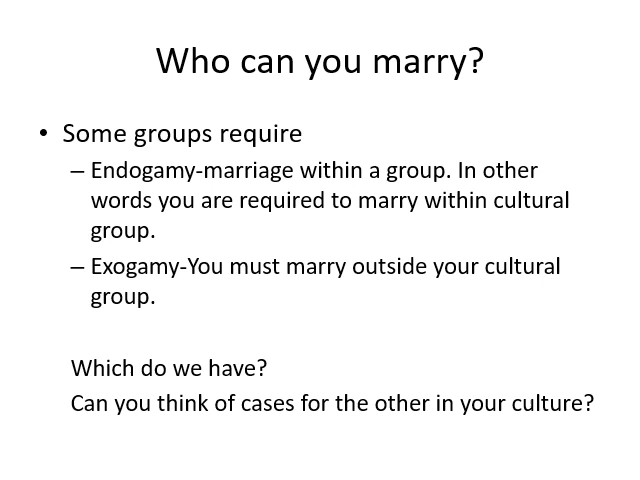 Who can you marry?
• Some groups require
– Endogamy-marriage within a group. In other
words you are required to marry within cultural
group.
– Exogamy-You must marry outside your cultural
group.
Which do we have?
Can you think of cases for the other in your culture?